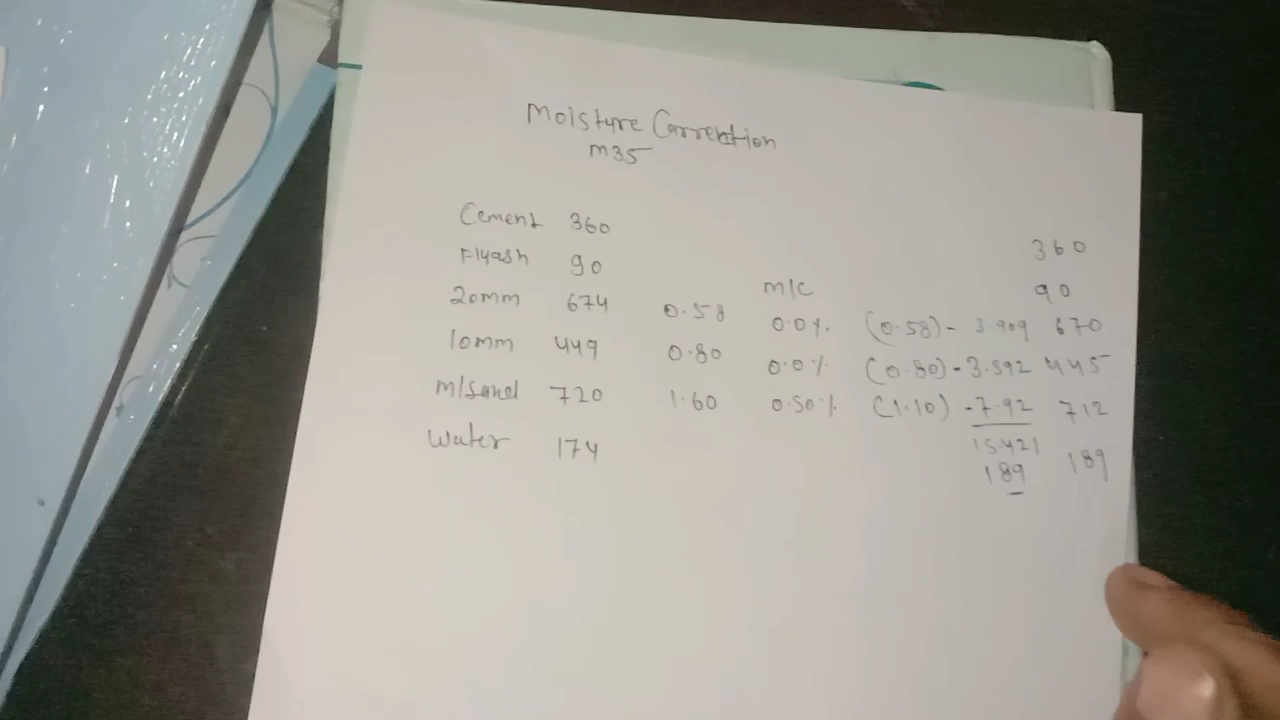 Moisture Correction
M35
Cement 360 360
Flyash 90 m/c 90
20mm 674 0.58 0.0%. (0.58) - 3.909 670
10mm 449 0.80 0.0% (0.80) - 3.592 445
m/sand 720 1.60 0.50% (1.10) - 7.92 712
Water 174 15.421
189 189